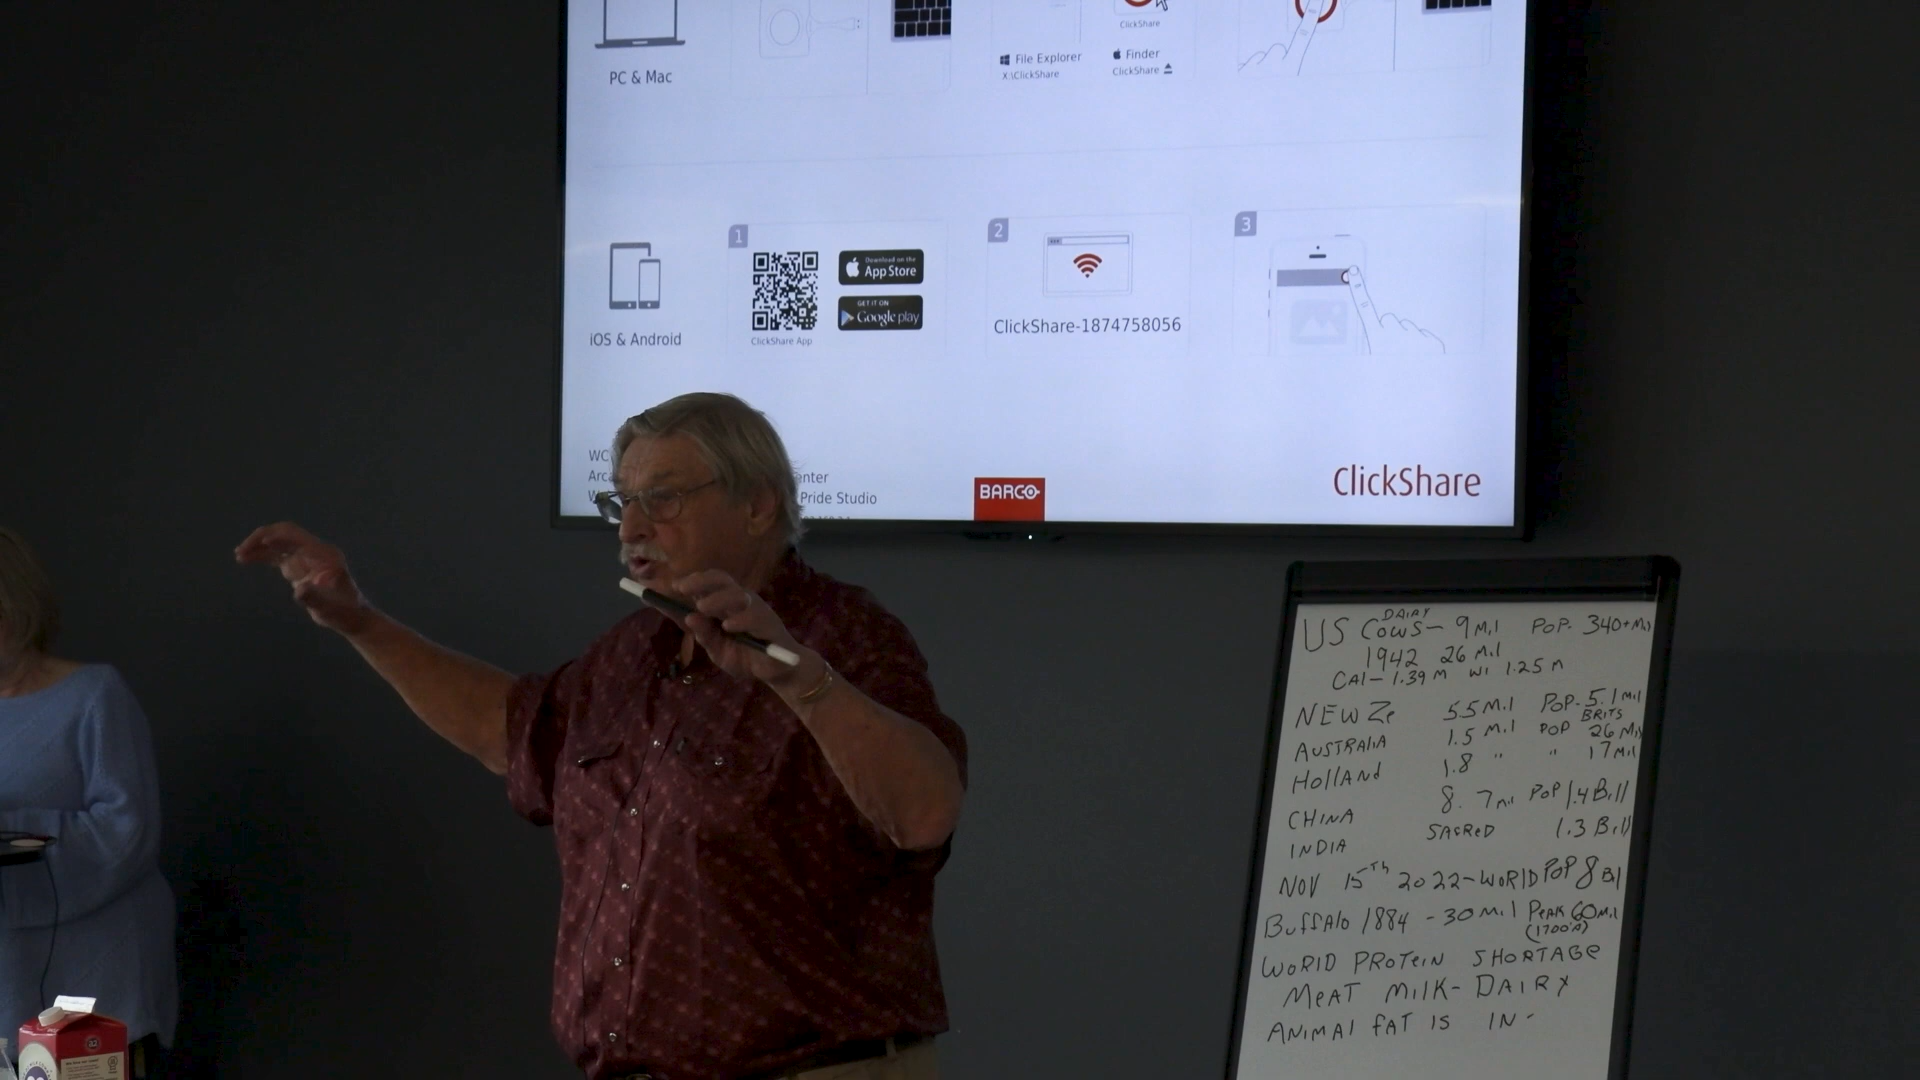 PC & Mac
File Explorer
X:\ClickShare
ClickShare
Finder
ClickShare
1
2
3
Download on the
App Store
GET IT ON
Google play
ClickShare App
iOS & Android
ClickShare-1874758056
WC
Arca
enter
W
Pride Studio
BARCO
ClickShare
DAIRY
US COWS - 9 Mil POP. 340+ Mil
1942 26 Mil
CAl - 1.39 M WI 1.25 M
NEW Ze 5.5 Mil POP - 5.1 Mil
BRITS
AUSTRAlIA 1.5 Mil POP 26 Mil
HOllANd 1.8 " " 17 Mil
CHINA 8.7 Mil POP 1.4 Bill
INDIA SACReD 1.3 Bill
NOV 15Th 2022 - WORlD POP 8 Bil
BuffAlo 1884 - 30 Mil PeAK 60 Mil
(1700's)
WORlD PROTeIN SHORTAGe
MeAT MIlK - DAIRY
ANIMAl fAT IS IN -